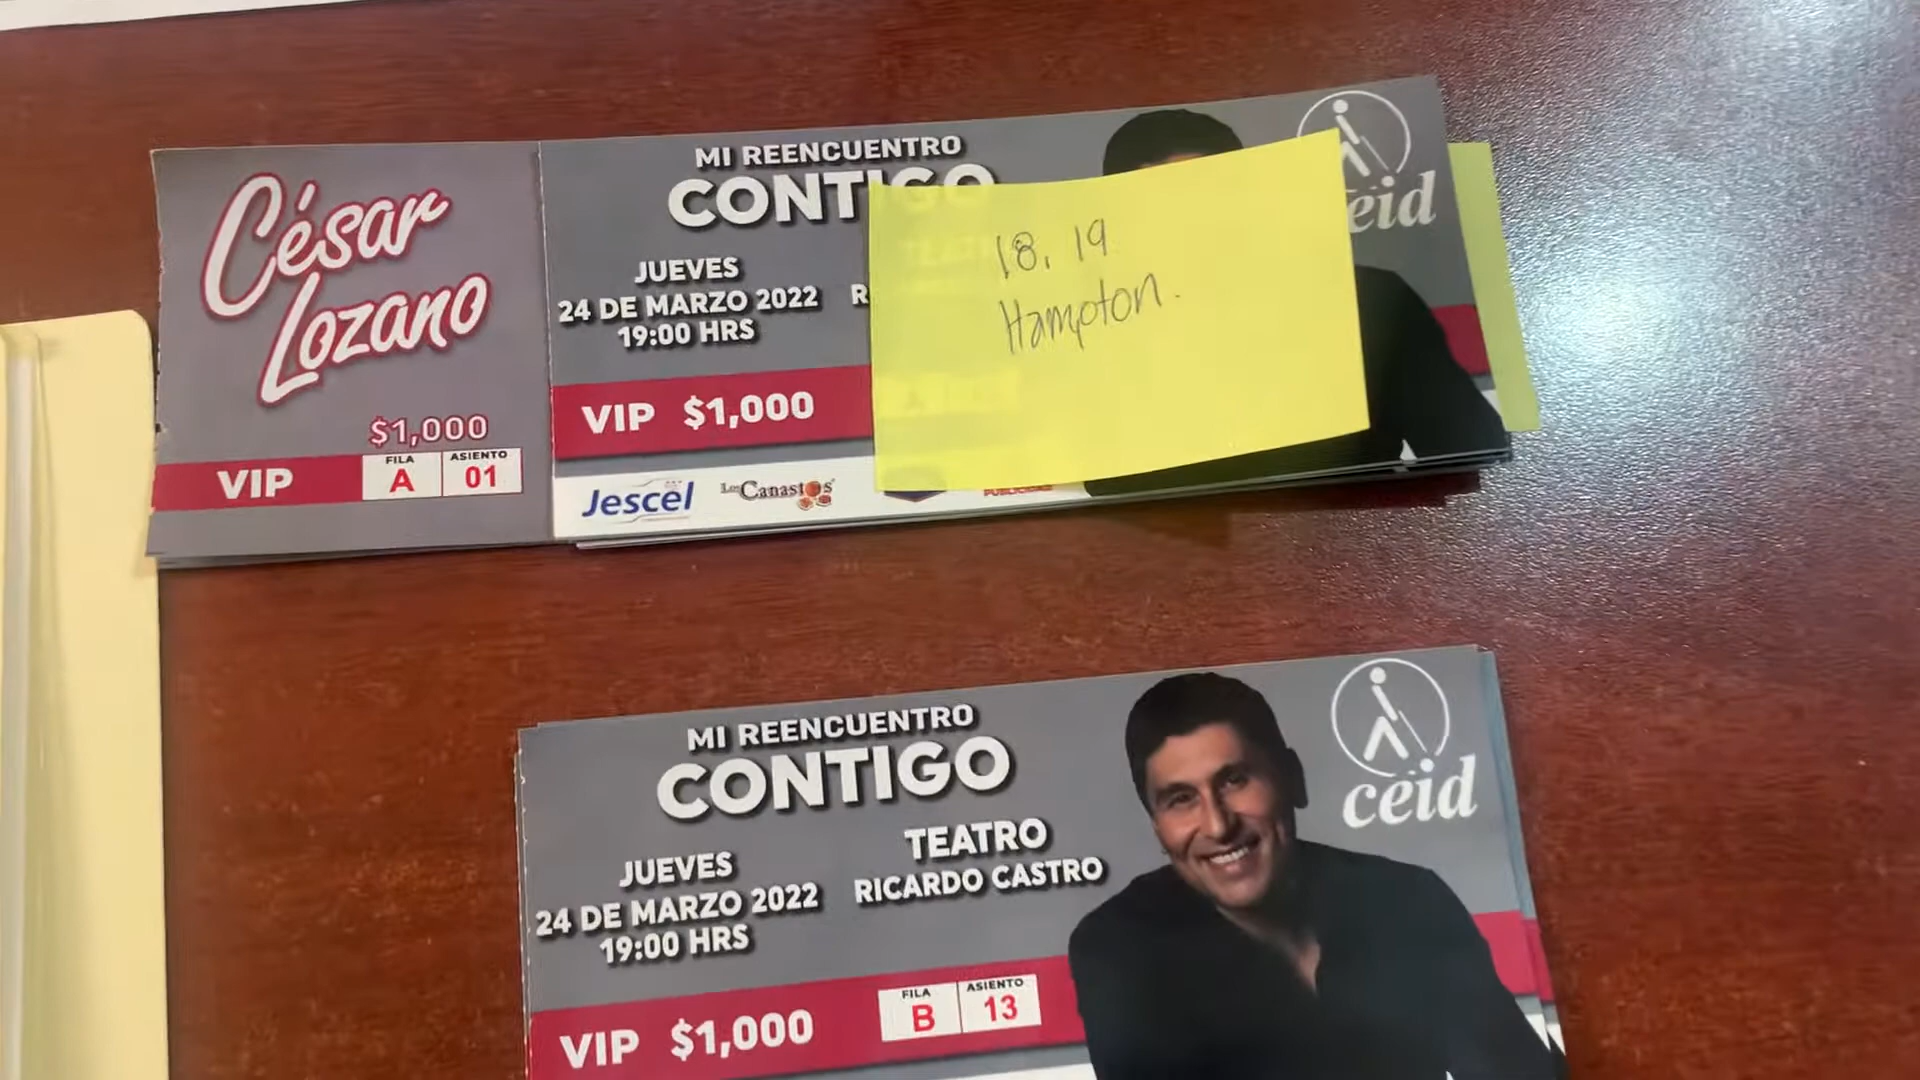 César
Lozano
$1,000
VIP
FILA
A
ASIENTO
01
MI REENCUENTRO
CONTIGO
JUEVES
24 DE MARZO 2022
19:00 HRS
VIP $1,000
Jescel
Los Canastos
18, 19
Hampton.
MI REENCUENTRO
CONTIGO
JUEVES
24 DE MARZO 2022
19:00 HRS
TEATRO
RICARDO CASTRO
ceid
VIP $1,000
FILA
B
ASIENTO
13